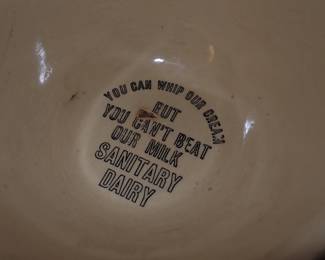 YOU CAN WHIP OUR CREAM
BUT
YOU CAN'T BEAT
OUR MILK
SANITARY
DAIRY